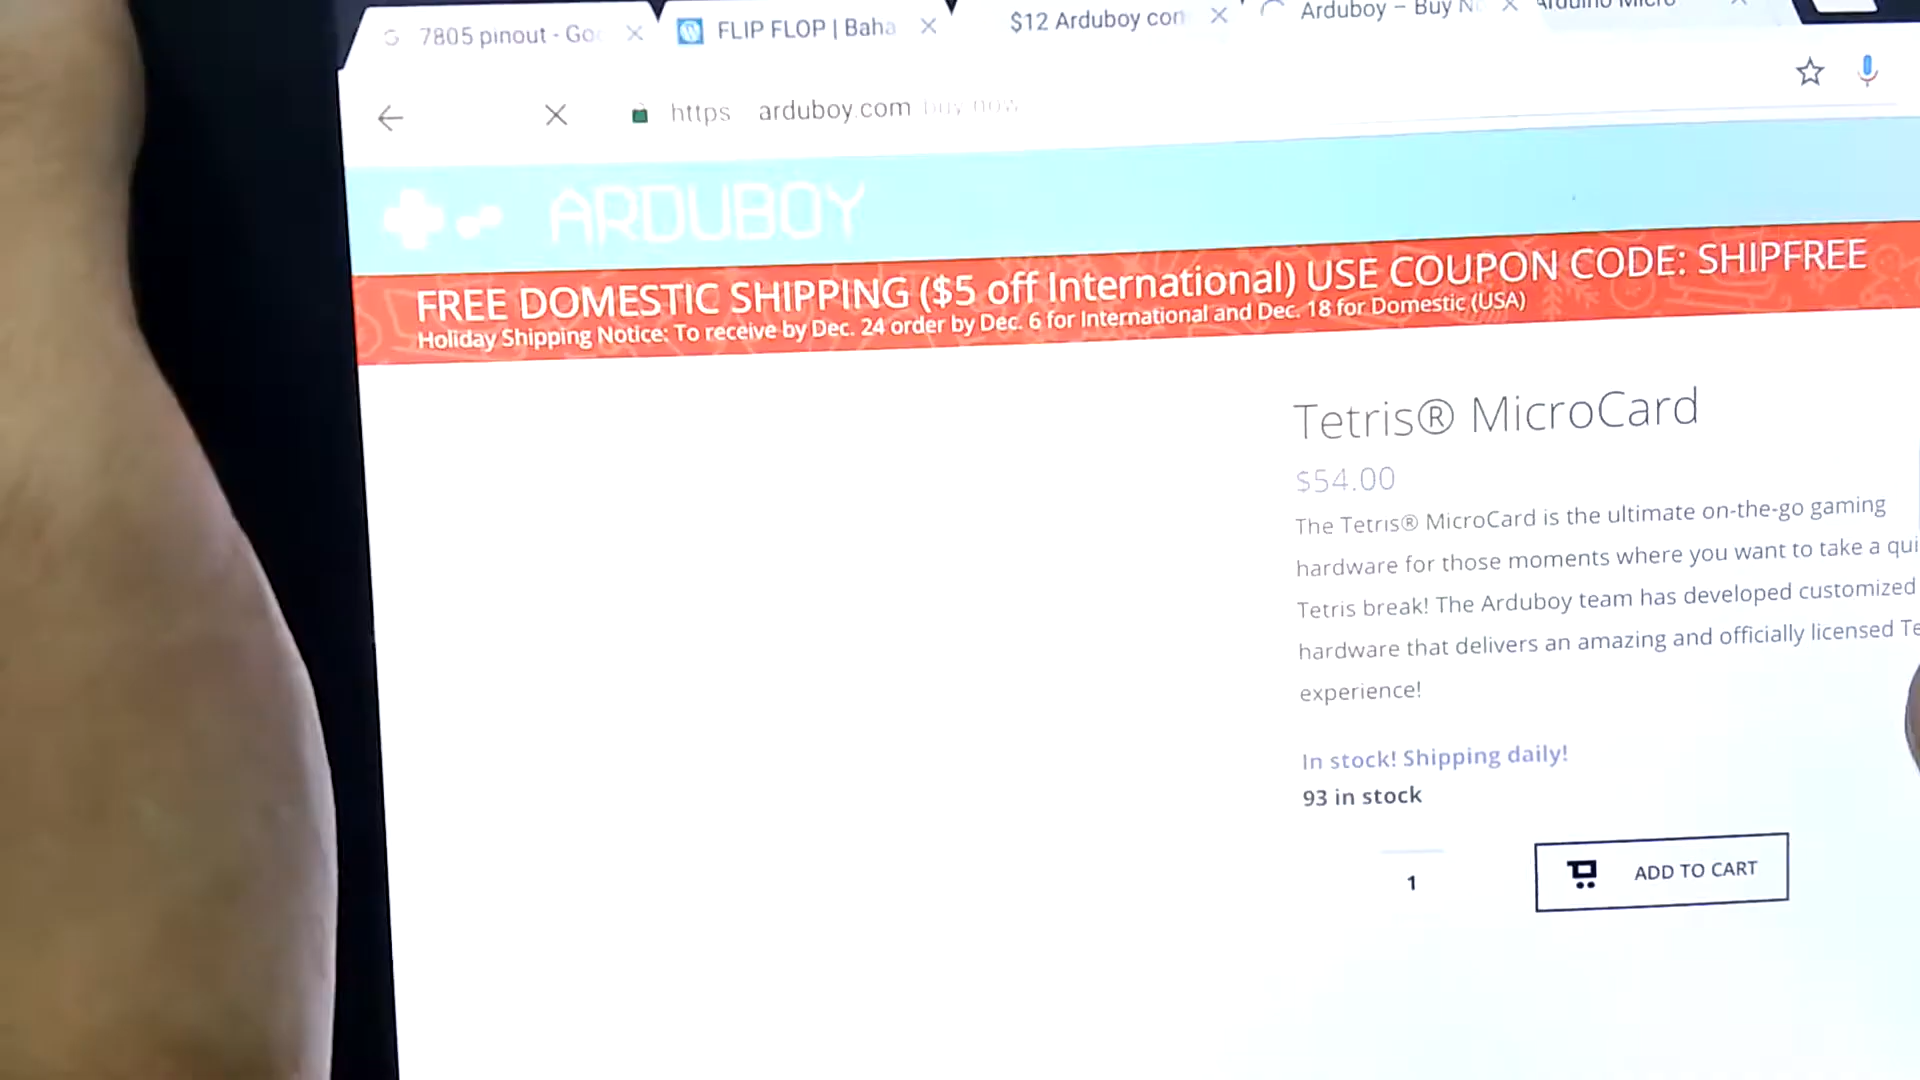 7805 pinout - Go
FLIP FLOP | Baha
$12 Arduboy con
Arduboy – Buy N
https arduboy.com buy now
ARDUBOY
FREE DOMESTIC SHIPPING ($5 off International) USE COUPON CODE: SHIPFREE
Holiday Shipping Notice: To receive by Dec. 24 order by Dec. 6 for International and Dec. 18 for Domestic (USA)
Tetris® MicroCard
$54.00
The Tetris® MicroCard is the ultimate on-the-go gaming
hardware for those moments where you want to take a qui
Tetris break! The Arduboy team has developed customized
hardware that delivers an amazing and officially licensed Te
experience!
In stock! Shipping daily!
93 in stock
1
ADD TO CART